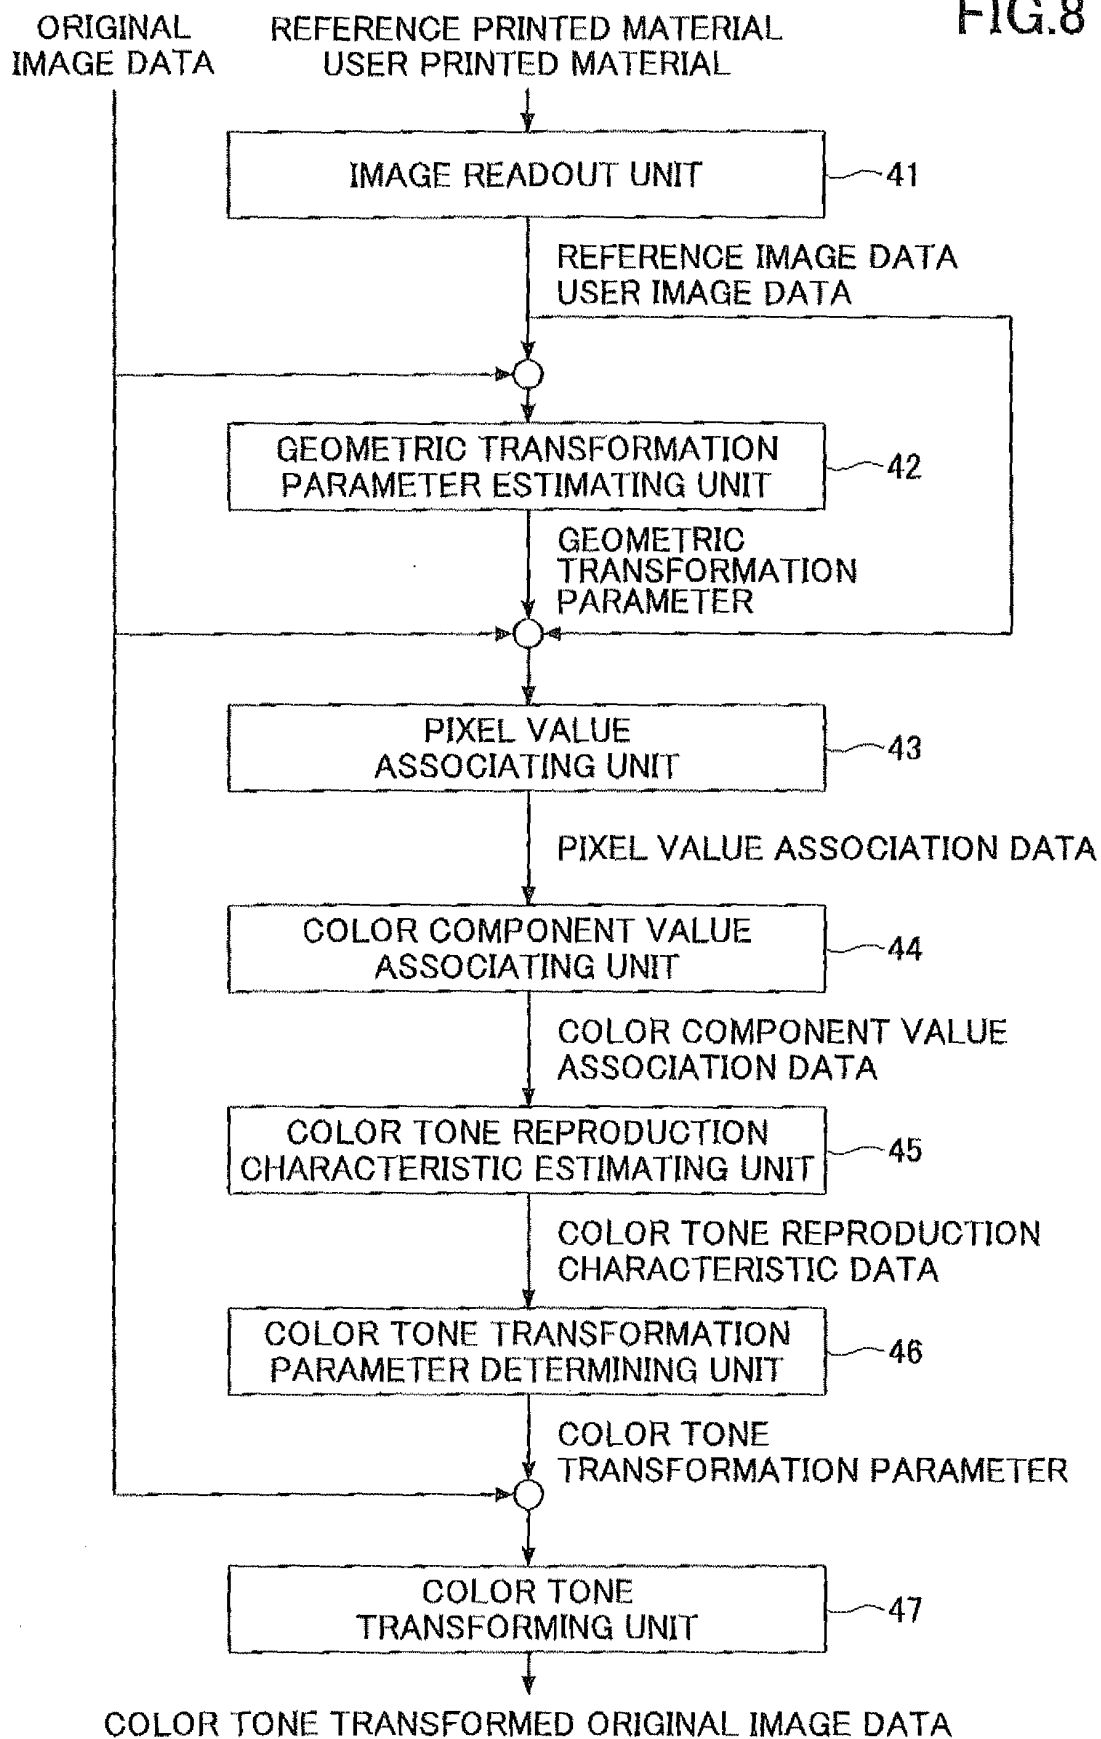 FIG.8
ORIGINAL
IMAGE DATA
REFERENCE PRINTED MATERIAL
USER PRINTED MATERIAL
IMAGE READOUT UNIT
41
REFERENCE IMAGE DATA
USER IMAGE DATA
GEOMETRIC TRANSFORMATION
PARAMETER ESTIMATING UNIT
42
GEOMETRIC
TRANSFORMATION
PARAMETER
PIXEL VALUE
ASSOCIATING UNIT
43
PIXEL VALUE ASSOCIATION DATA
COLOR COMPONENT VALUE
ASSOCIATING UNIT
44
COLOR COMPONENT VALUE
ASSOCIATION DATA
COLOR TONE REPRODUCTION
CHARACTERISTIC ESTIMATING UNIT
45
COLOR TONE REPRODUCTION
CHARACTERISTIC DATA
COLOR TONE TRANSFORMATION
PARAMETER DETERMINING UNIT
46
COLOR TONE
TRANSFORMATION PARAMETER
COLOR TONE
TRANSFORMING UNIT
47
COLOR TONE TRANSFORMED ORIGINAL IMAGE DATA